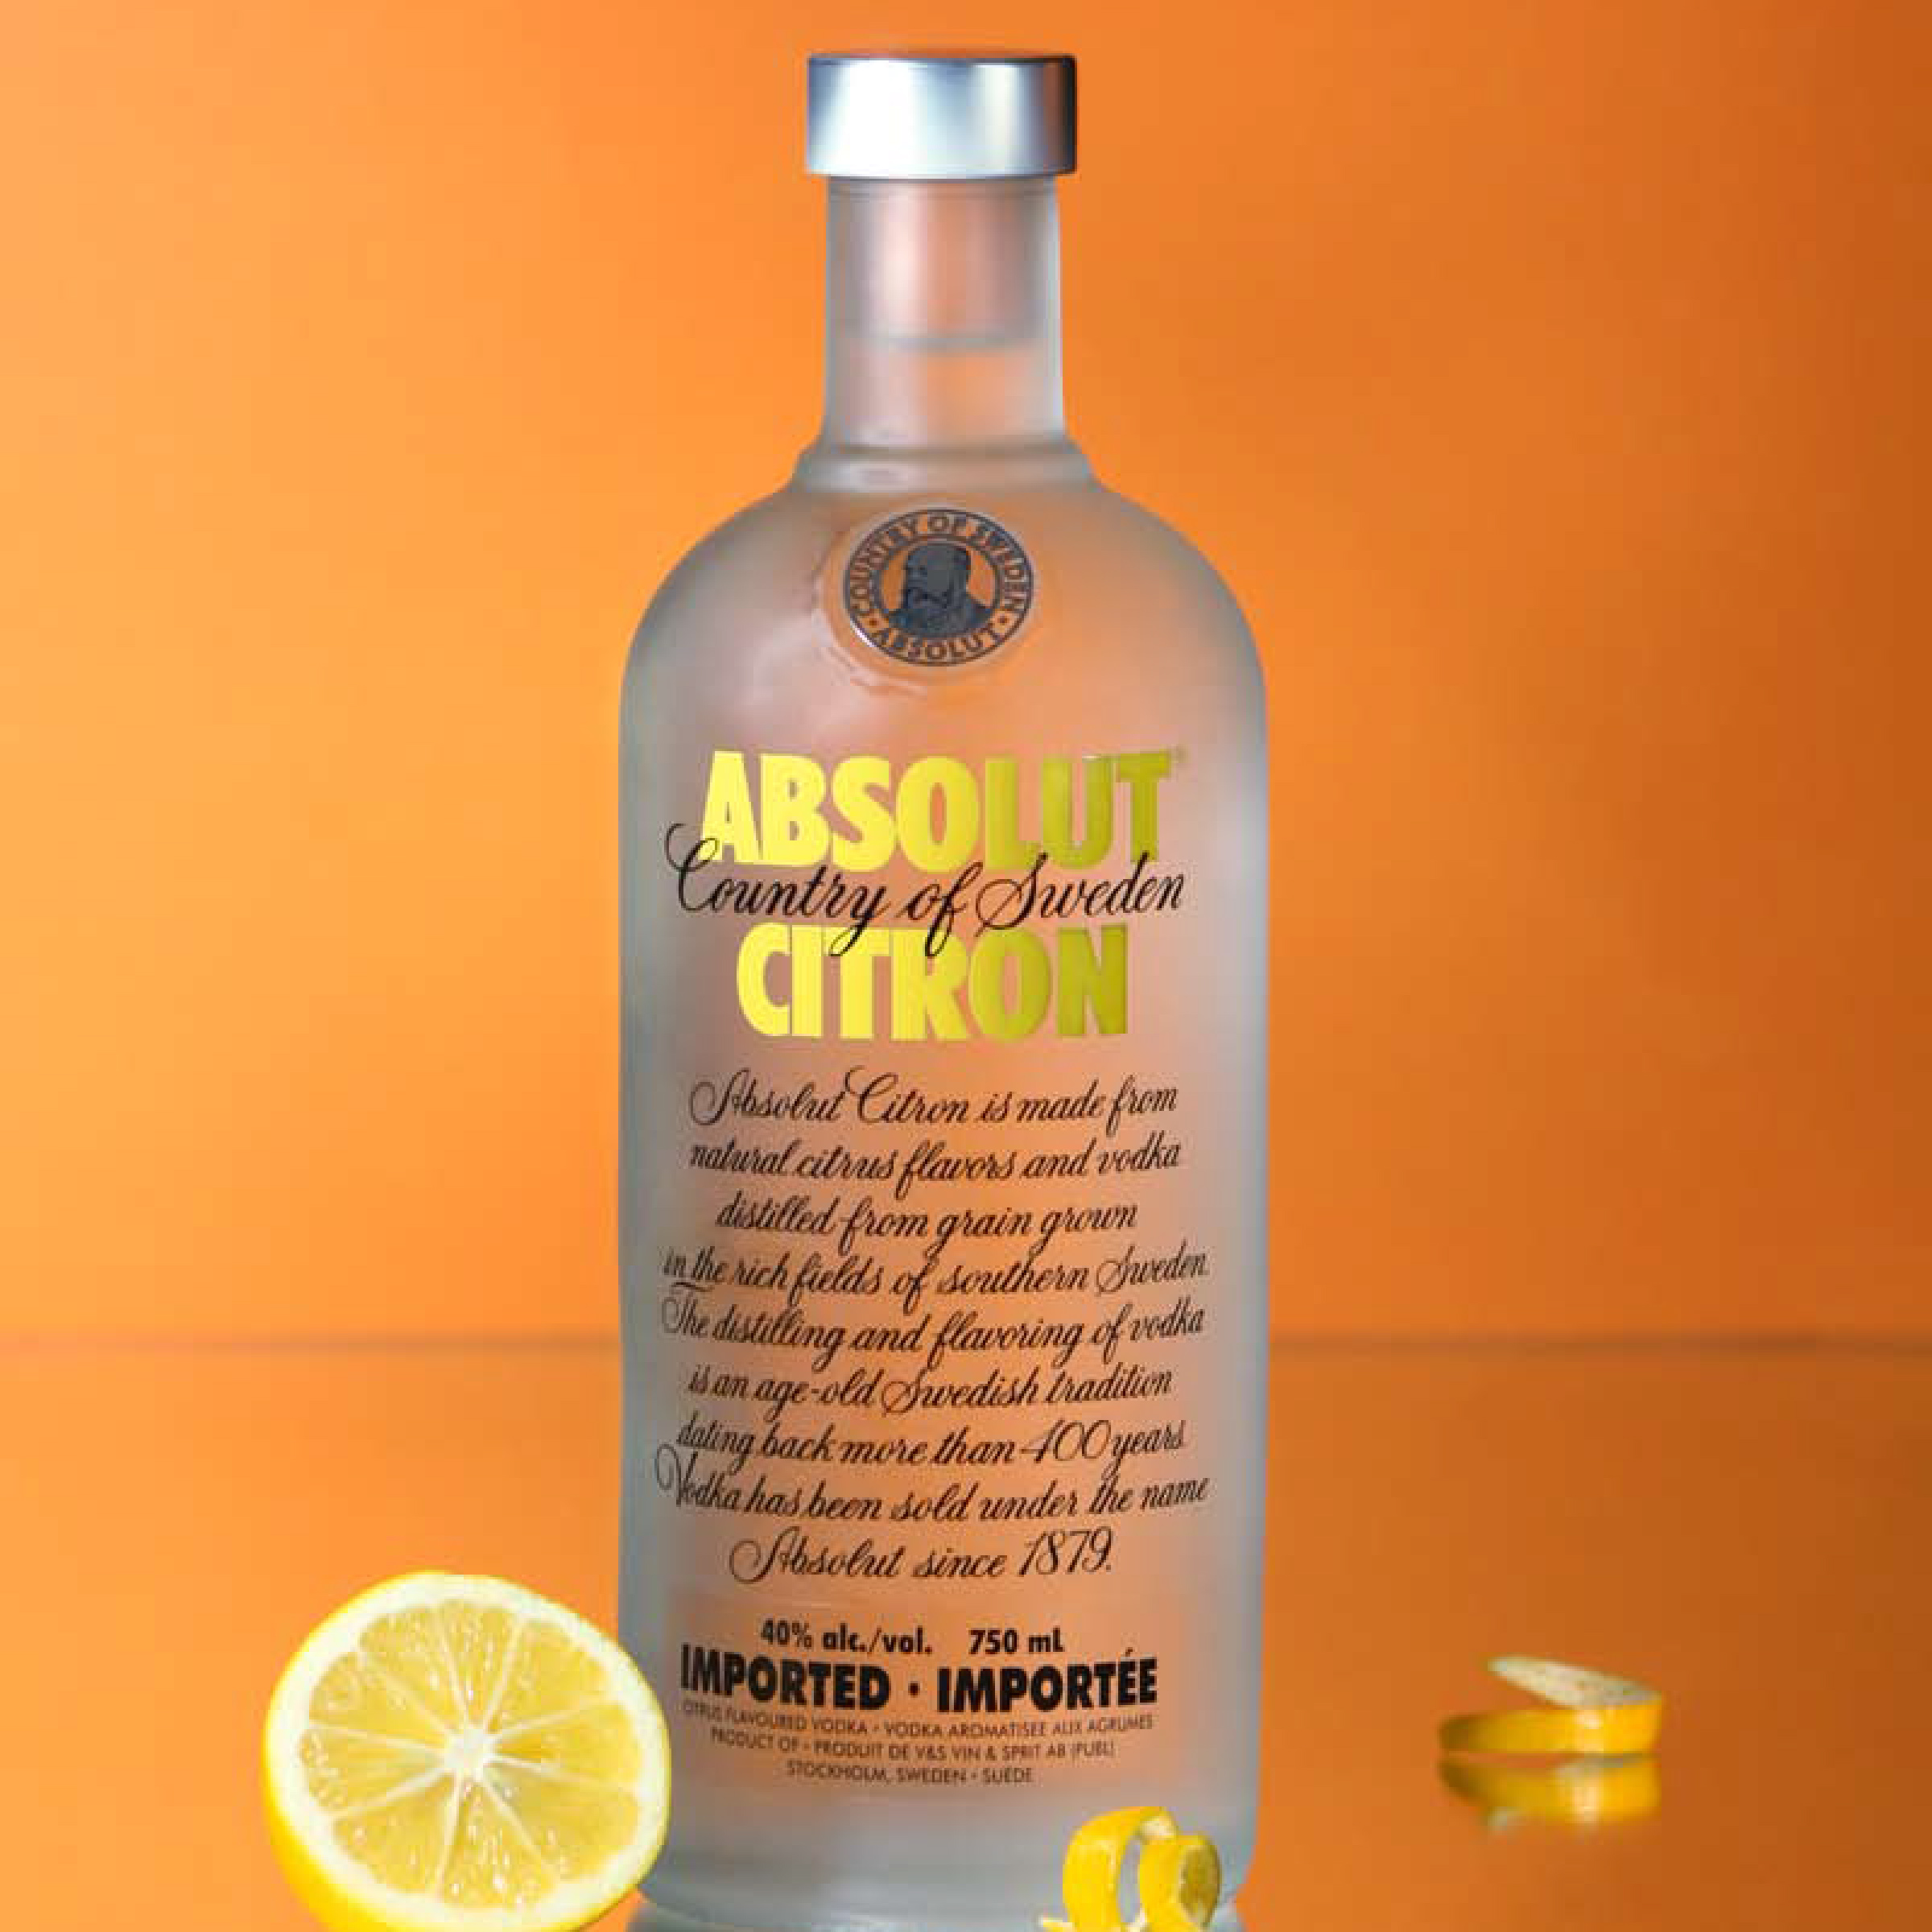 COUNTRY OF SWEDEN
ABSOLUT
ABSOLUT
Country of Sweden
CITRON
Absolut Citron is made from
natural citrus flavors and vodka
distilled from grain grown
in the rich fields of southern Sweden.
The distilling and flavoring of vodka
is an age-old Swedish tradition
dating back more than 400 years.
Vodka has been sold under the name
Absolut since 1879.
40% alc./vol. 750 mL
IMPORTED · IMPORTÉE
CITRUS FLAVOURED VODKA · VODKA AROMATISEE AUX AGRUMES
PRODUCT OF · PRODUIT DE V&S VIN & SPRIT AB (PUBL)
STOCKHOLM, SWEDEN · SUÈDE